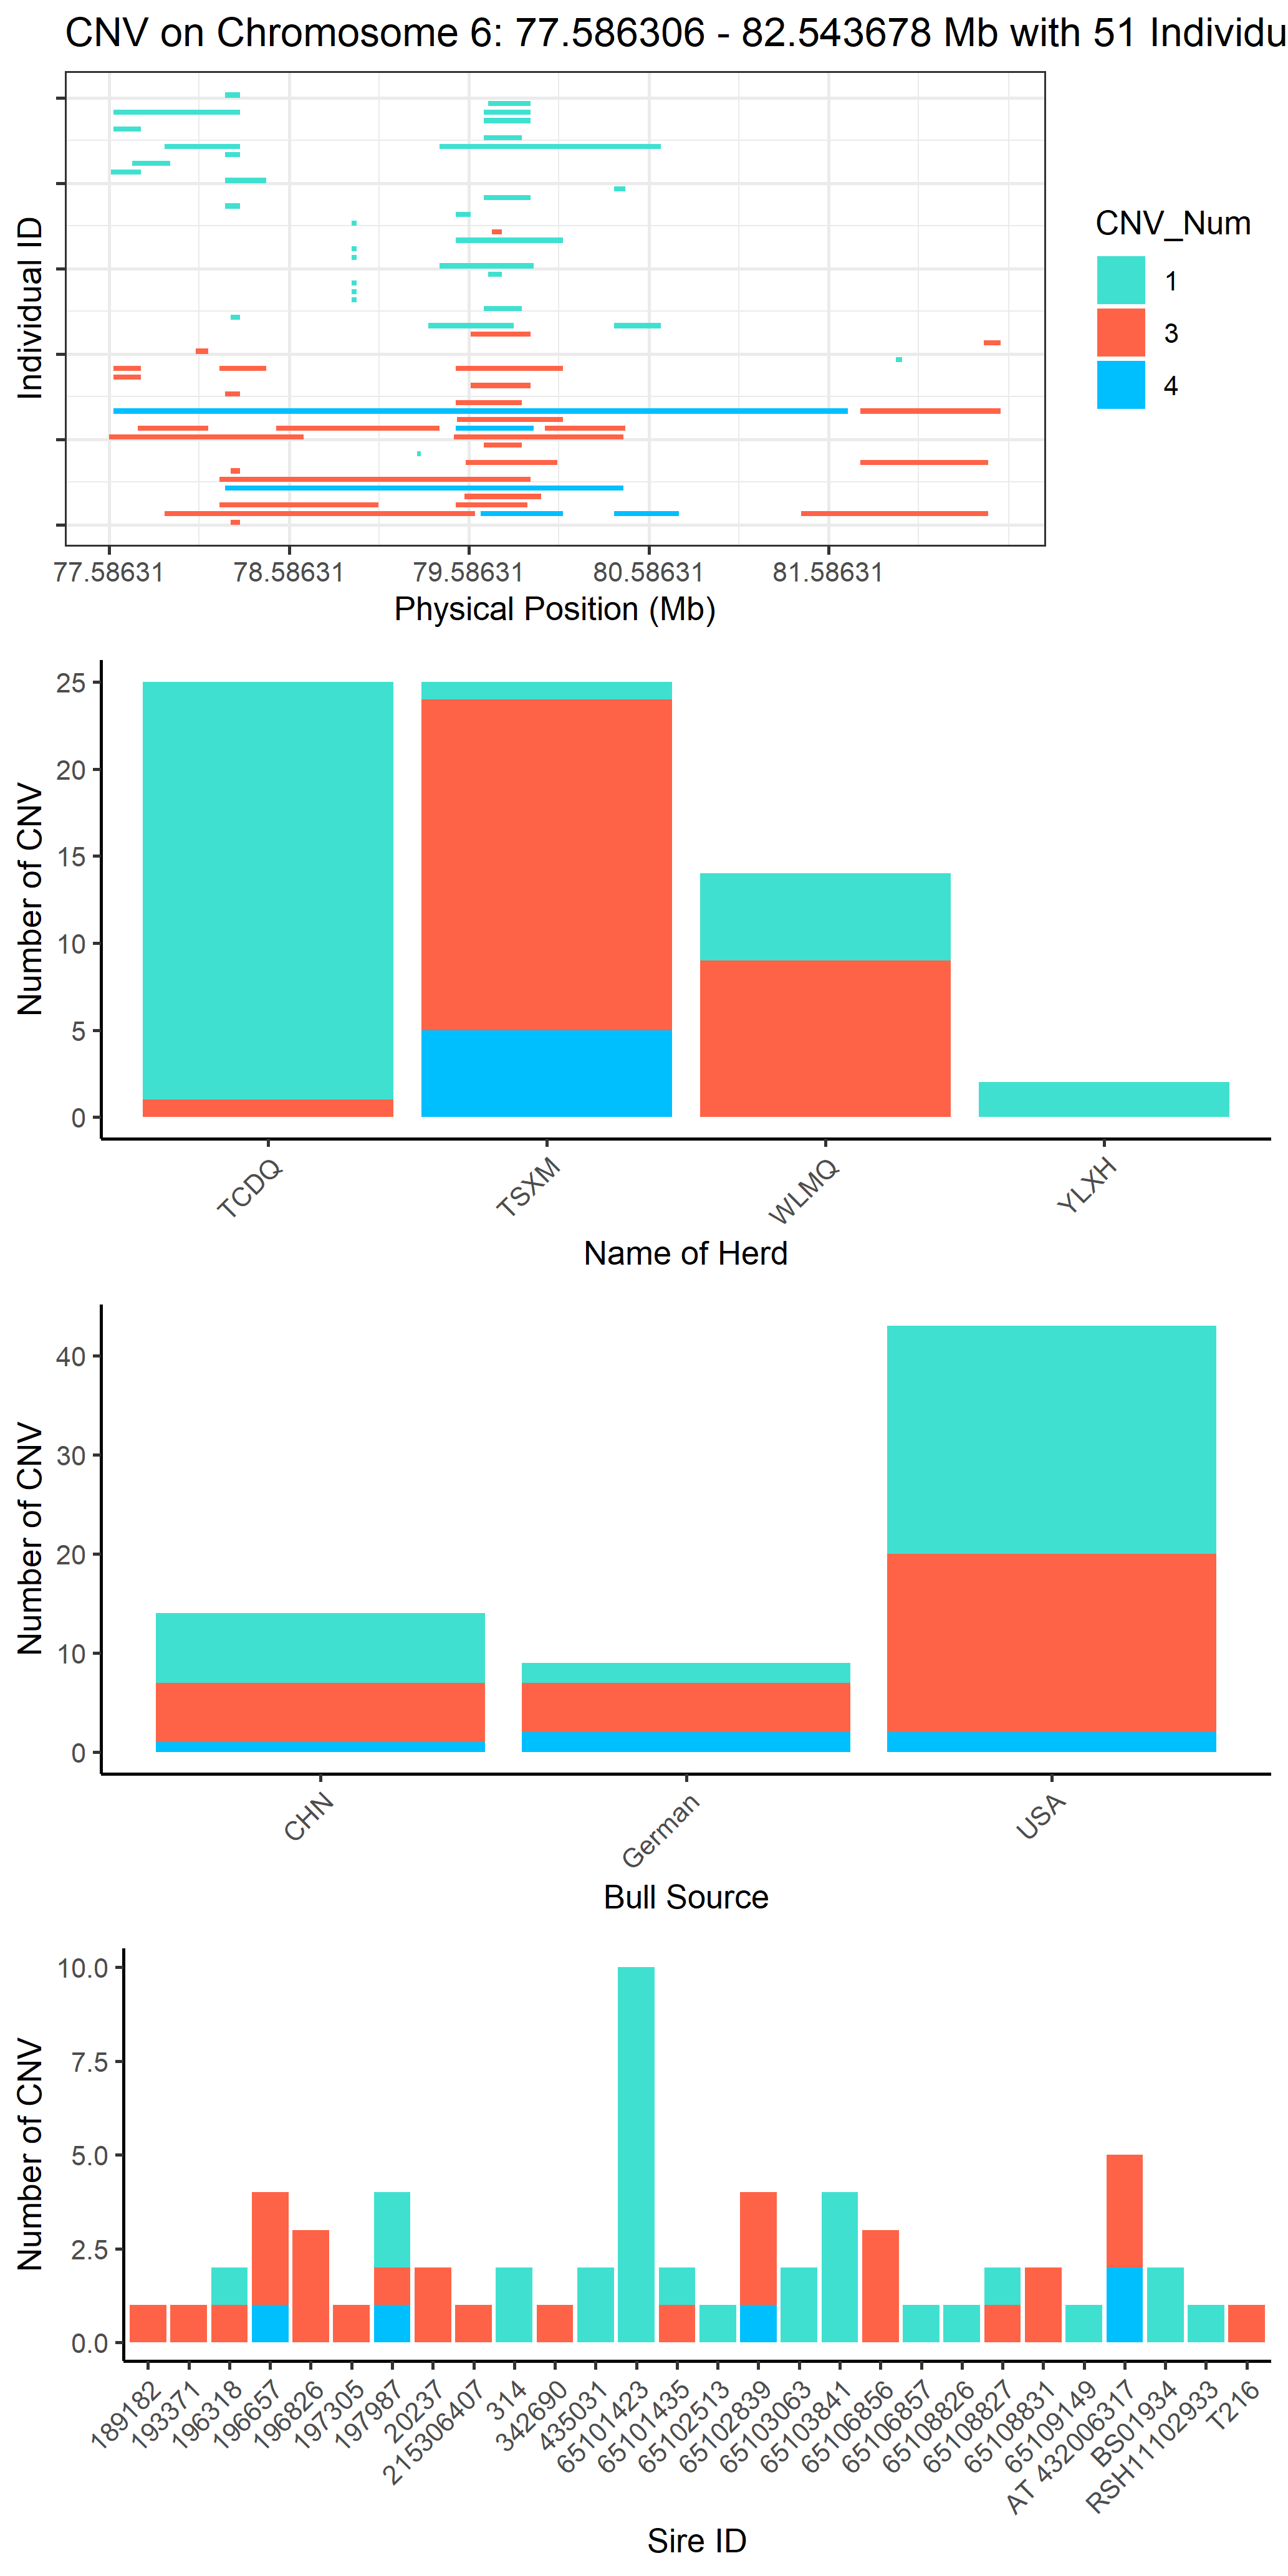 CNV on Chromosome 6: 77.586306 - 82.543678 Mb with 51 Individu
Individual ID
77.58631 78.58631 79.58631 80.58631 81.58631
Physical Position (Mb)
CNV_Num
1
3
4
Number of CNV
25
20
15
10
5
0
TCDQ TSXM WLMQ YLXH
Name of Herd
Number of CNV
40
30
20
10
0
CHN German USA
Bull Source
Number of CNV
10.0
7.5
5.0
2.5
0.0
189182 193371 196318 196657 196826 197305 197987 20237 215306407 314 342690 435031 65101423 65101435 65102513 65102839 65103063 65103841 65106856 65106857 65108826 65108827 65108831 65109149 AT 432006317 BS01934 RSH11102933 T216
Sire ID